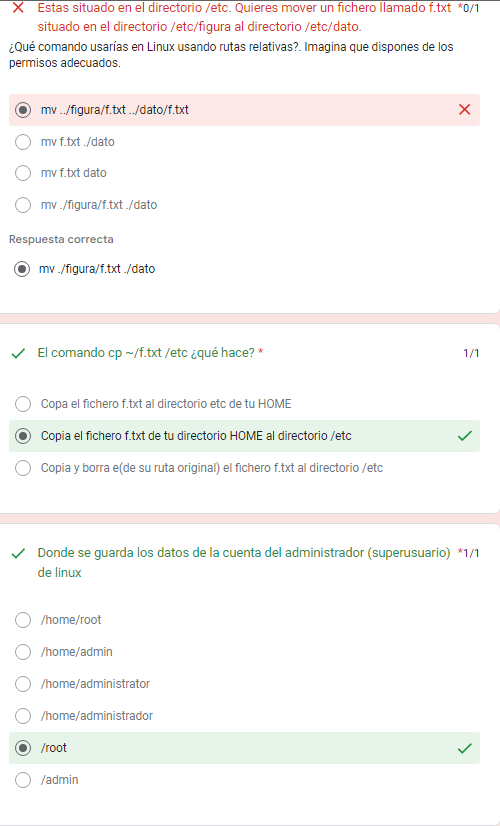 Estas situado en el directorio /etc. Quieres mover un fichero llamado f.txt *0/1
situado en el directorio /etc/figura al directorio /etc/dato.
¿Qué comando usarías en Linux usando rutas relativas?. Imagina que dispones de los
permisos adecuados.
mv ../figura/f.txt ../dato/f.txt
mv f.txt ./dato
mv f.txt dato
mv ./figura/f.txt ./dato
Respuesta correcta
mv ./figura/f.txt ./dato
El comando cp ~/f.txt /etc ¿qué hace? * 1/1
Copa el fichero f.txt al directorio etc de tu HOME
Copia el fichero f.txt de tu directorio HOME al directorio /etc
Copia y borra e(de su ruta original) el fichero f.txt al directorio /etc
Donde se guarda los datos de la cuenta del administrador (superusuario) *1/1
de linux
/home/root
/home/admin
/home/administrator
/home/administrador
/root
/admin